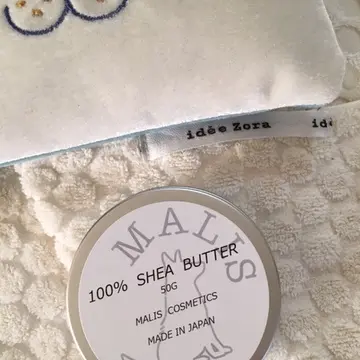 idée Zora idé
MALIS
100% SHEA BUTTER
50G
MALIS COSMETICS
MADE IN JAPAN